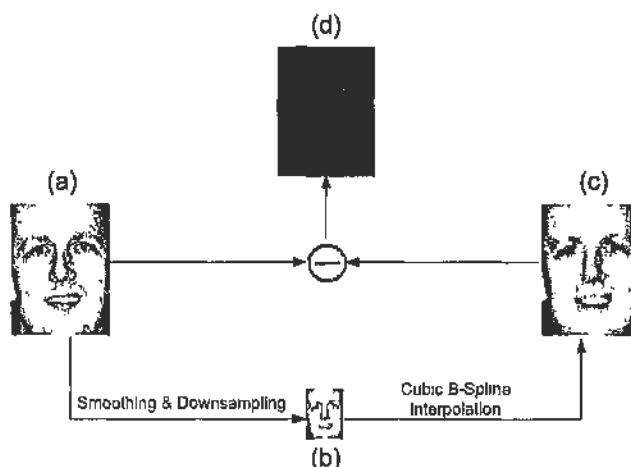 (d)
(a)
(c)
Smoothing & Downsampling
Cubic B-Spline
Interpolation
(b)